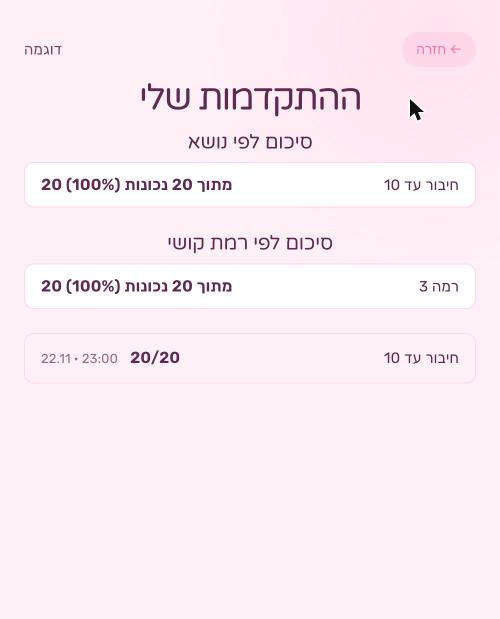 ← חזרה
דוגמה
ההתקדמות שלי
סיכום לפי נושא
חיבור עד 10
20 מתוך 20 נכונות (100%)
סיכום לפי רמת קושי
רמה 3
20 מתוך 20 נכונות (100%)
חיבור עד 10
20/20
22.11 • 23:00